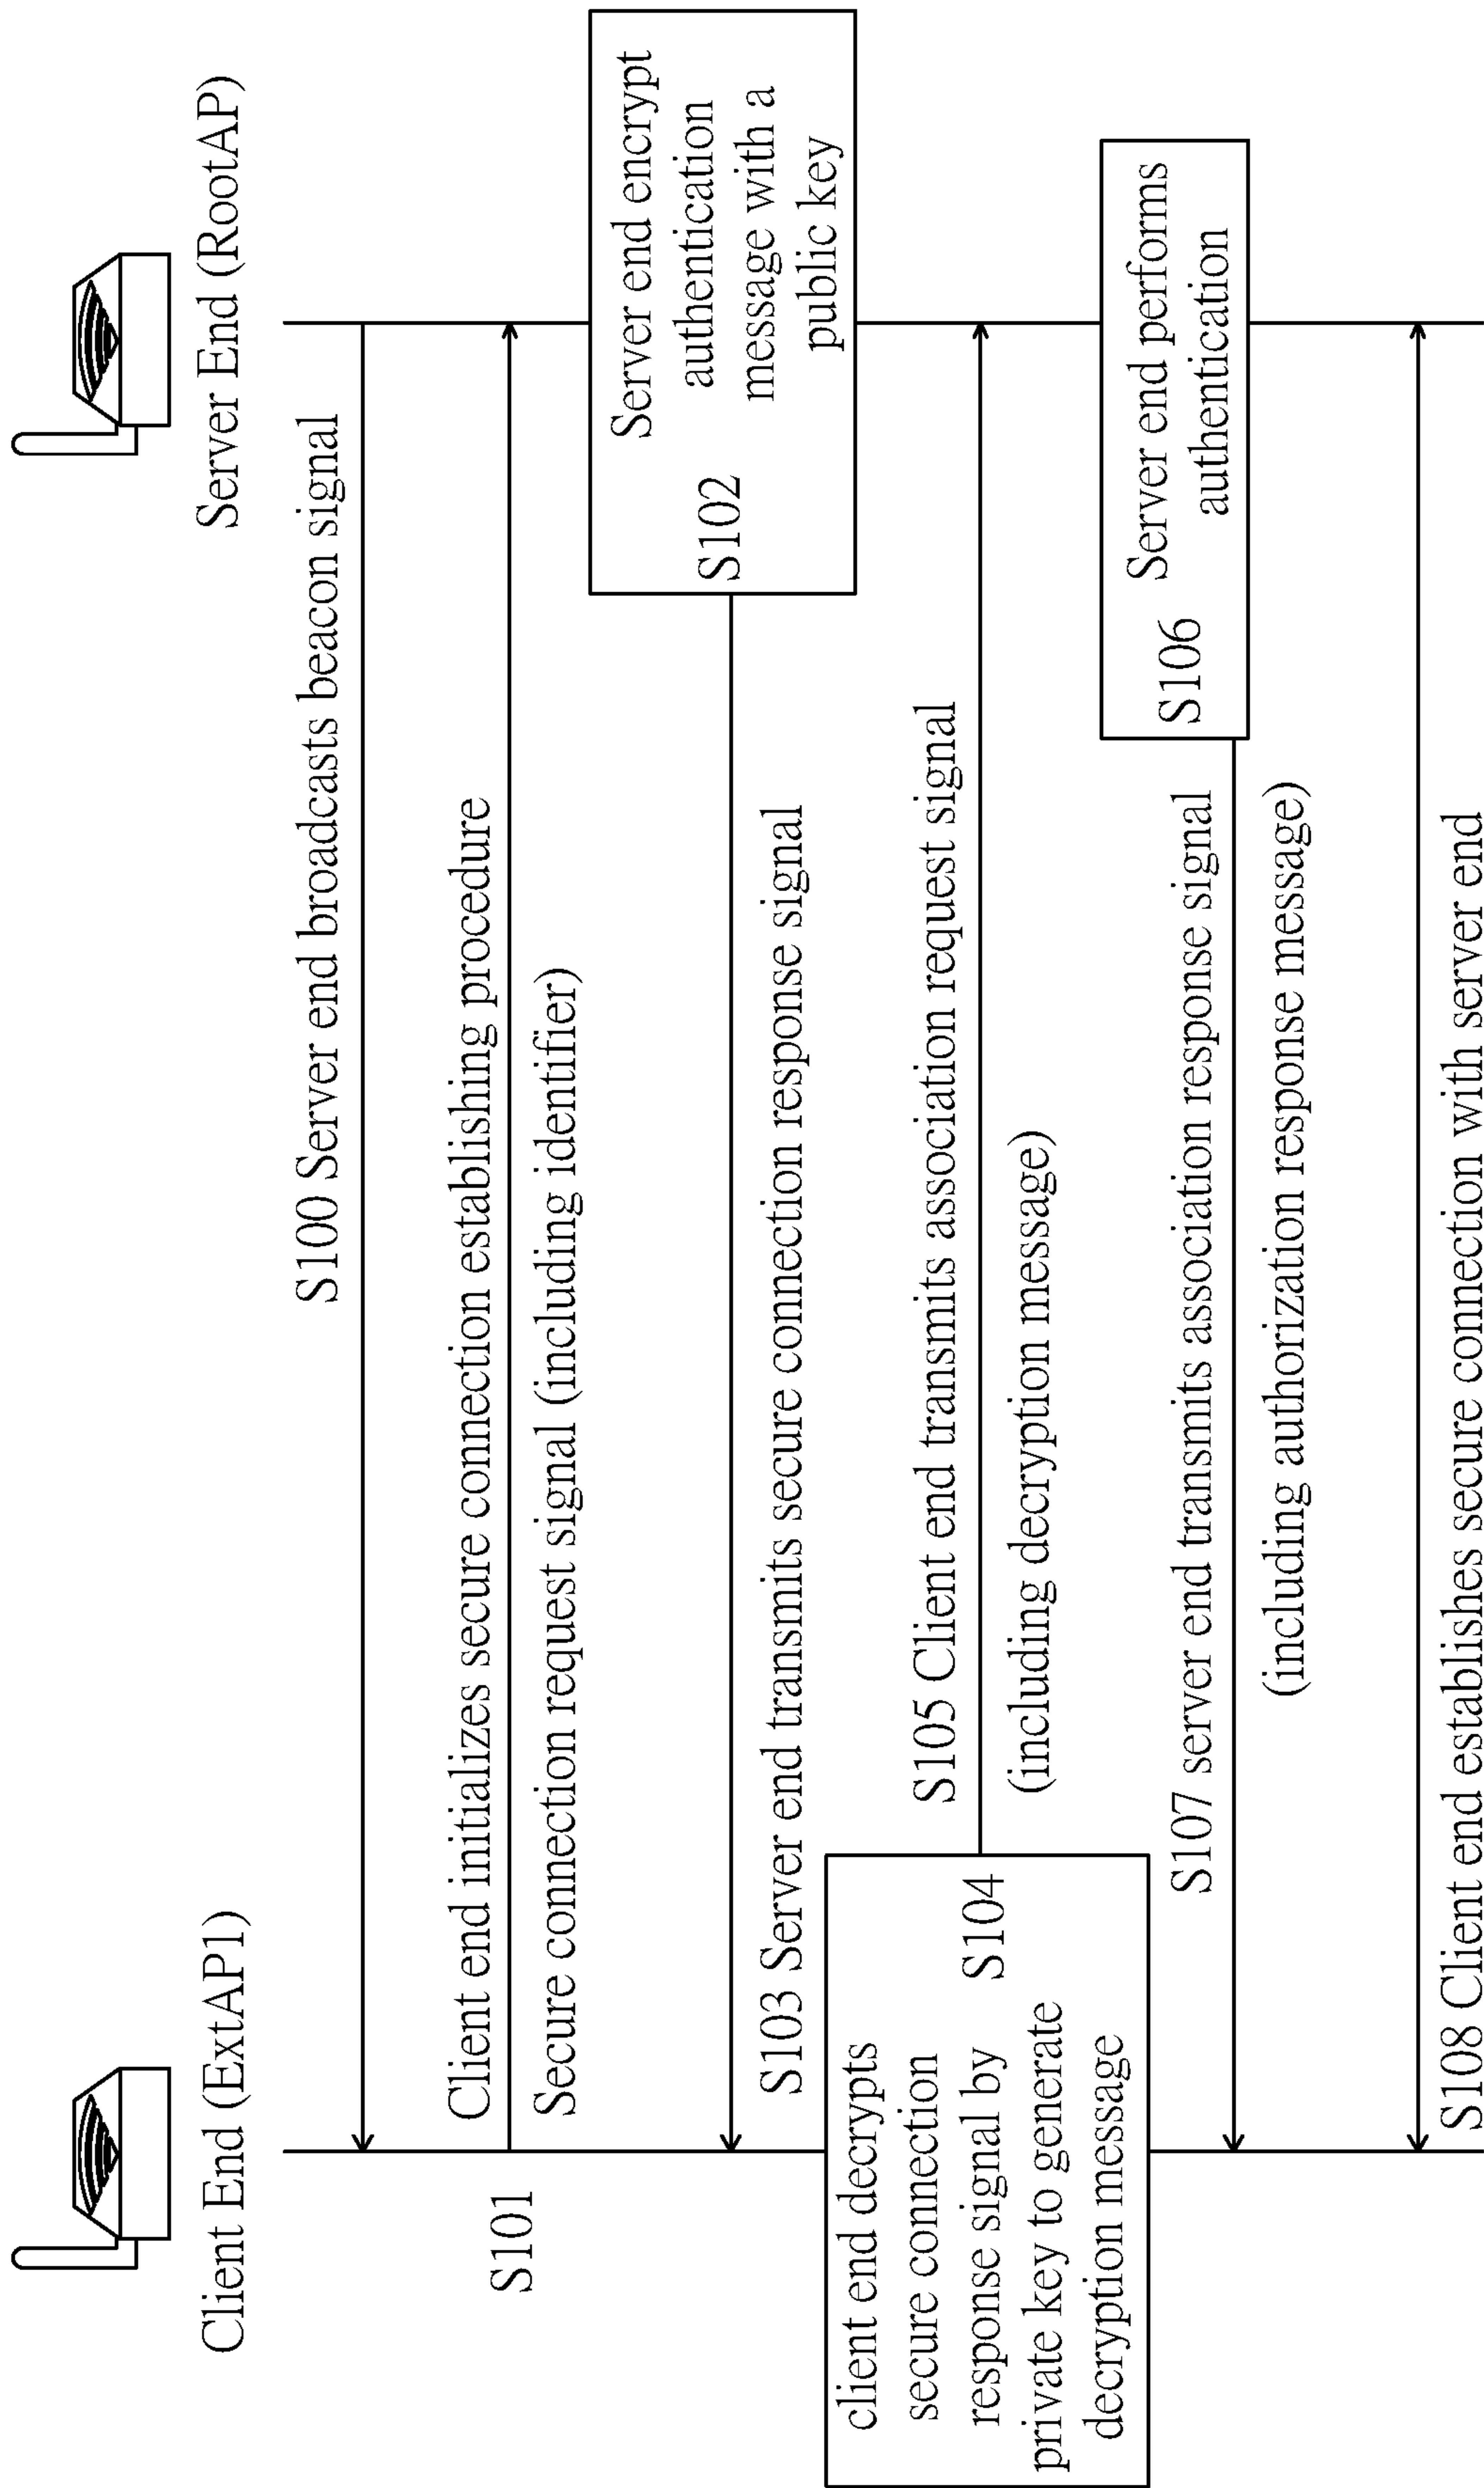 Client End (ExtAP1)
Server End (RootAP)
S100 Server end broadcasts beacon signal
S101
Client end initializes secure connection establishing procedure
Secure connection request signal (including identifier)
S102
Server end encrypt
authentication
message with a
public key
S103 Server end transmits secure connection response signal
client end decrypts
secure connection
response signal by
private key to generate
decryption message
S104
S105 Client end transmits association request signal
(including decryption message)
S106
Server end performs
authentication
S107 server end transmits association response signal
(including authorization response message)
S108 Client end establishes secure connection with server end